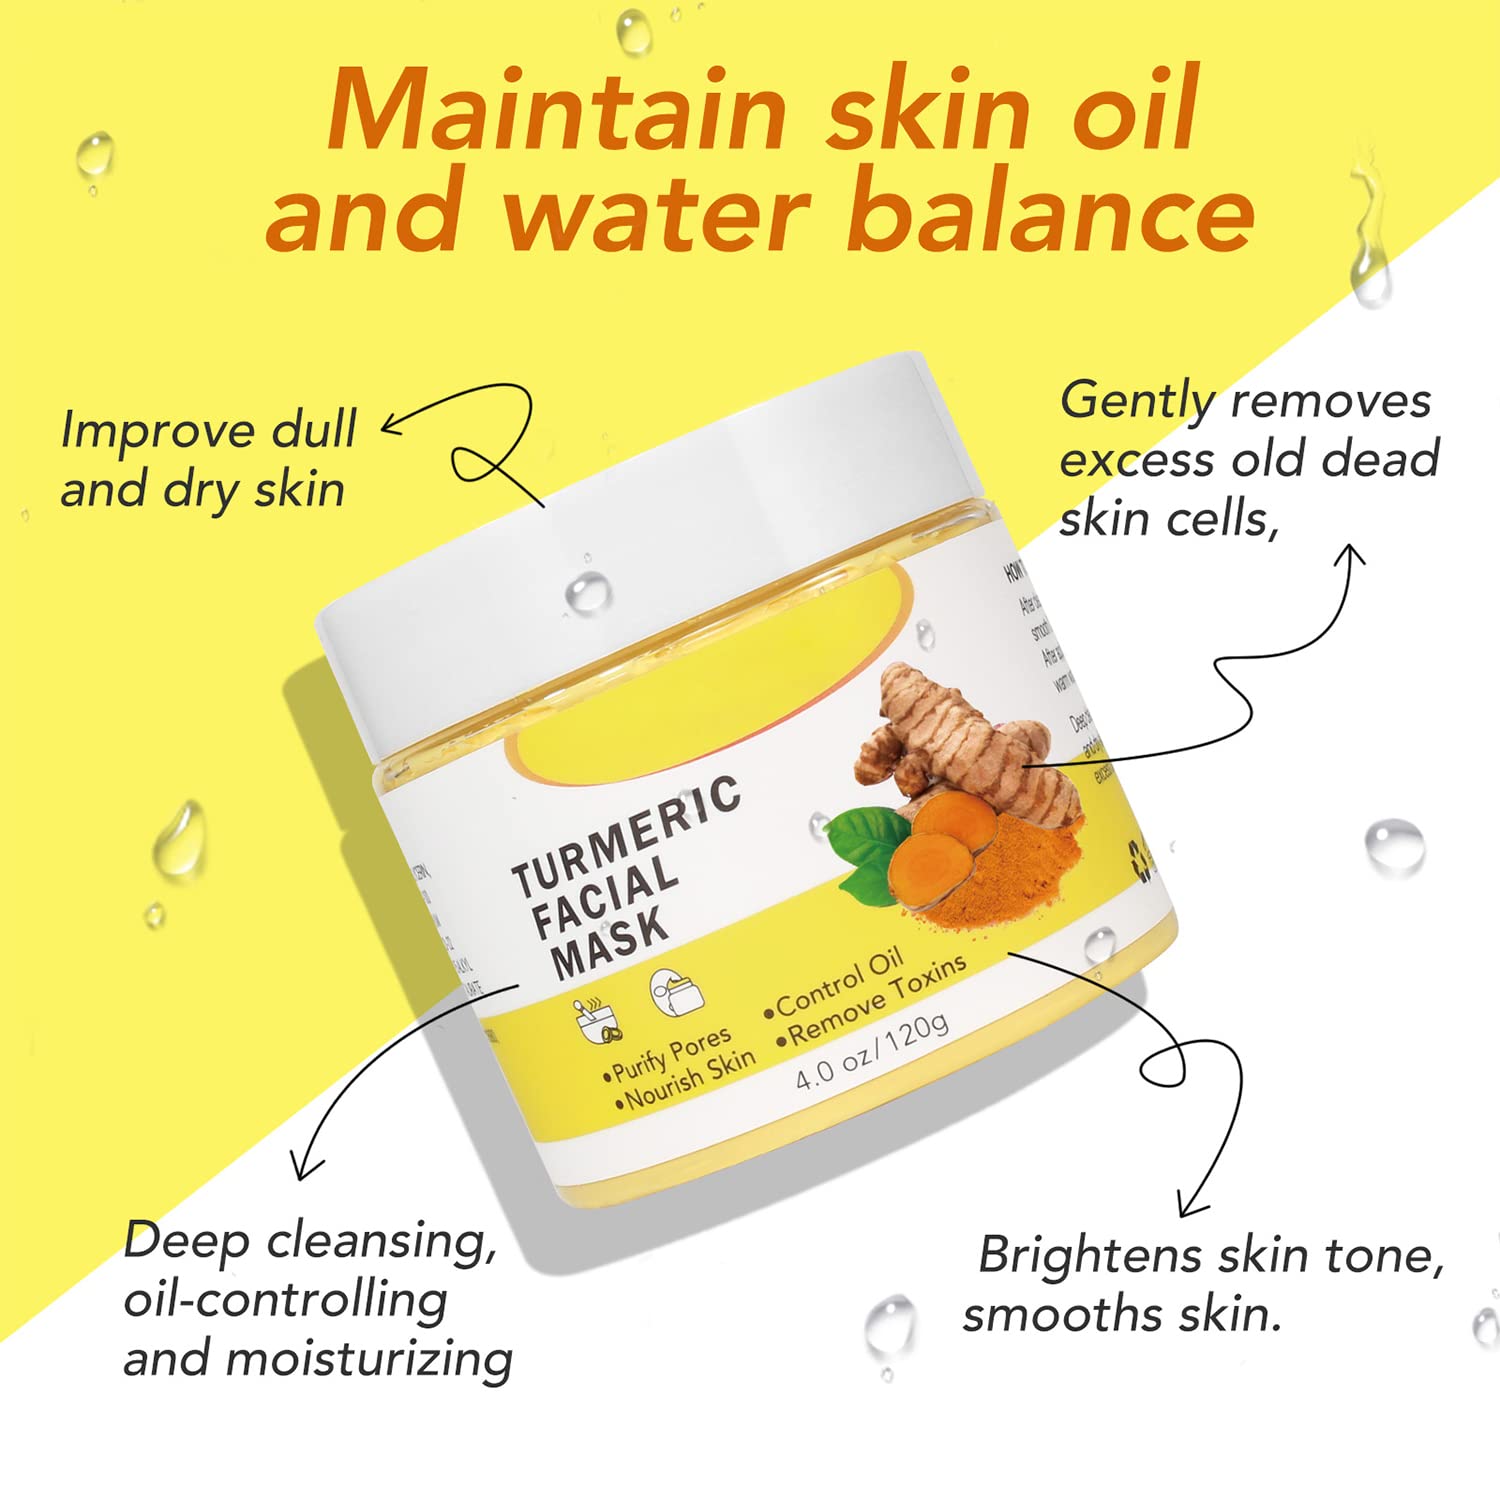 Maintain skin oil
and water balance
Improve dull
and dry skin
Gently removes
excess old dead
skin cells,
TURMERIC
FACIAL
MASK
•Purify Pores
•Nourish Skin
•Control Oil
•Remove Toxins
4.0 oz/120g
Deep cleansing,
oil-controlling
and moisturizing
Brightens skin tone,
smooths skin.